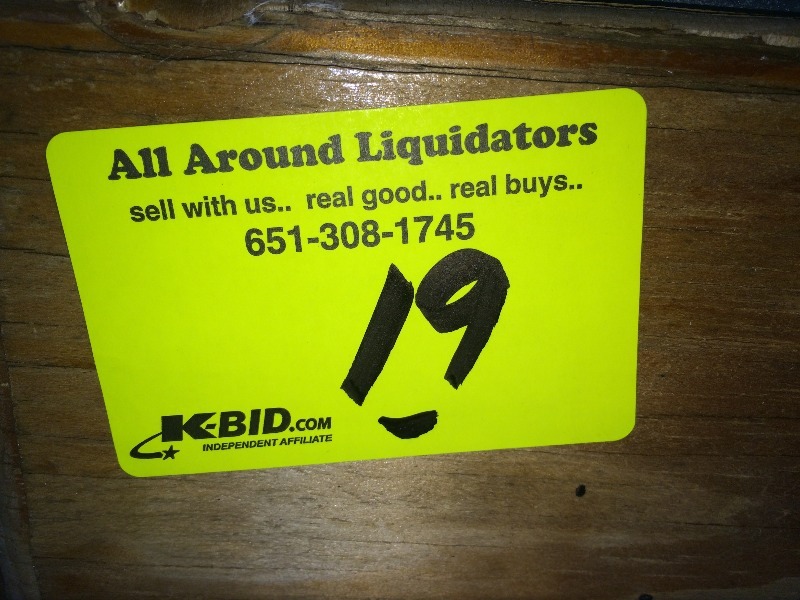 All Around Liquidators
sell with us.. real good.. real buys..
651-308-1745
19
K-BID.COM
INDEPENDENT AFFILIATE